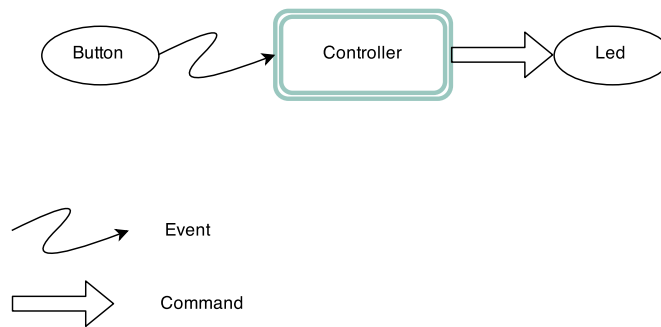 Button
Controller
Led
Event
Command